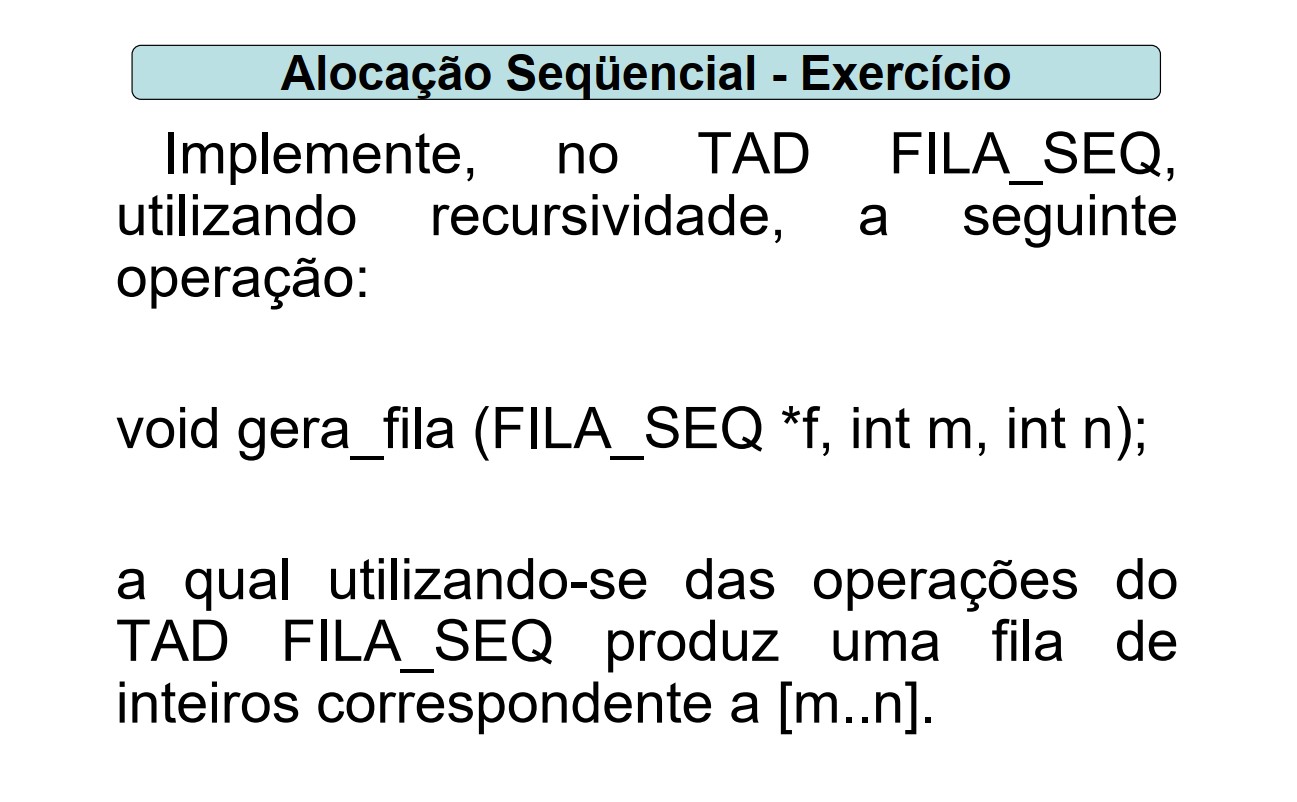 Alocação Seqüencial - Exercício
Implemente, no TAD FILA_SEQ,
utilizando recursividade, a seguinte
operação:
void gera_fila (FILA_SEQ *f, int m, int n);
a qual utilizando-se das operações do
TAD FILA_SEQ produz uma fila de
inteiros correspondente a [m..n].